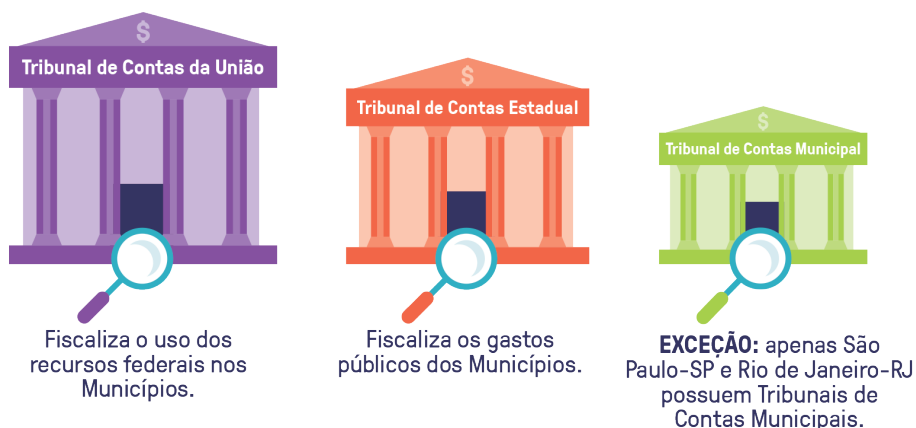 $
Tribunal de Contas da União
Fiscaliza o uso dos
recursos federais nos
Municípios.
$
Tribunal de Contas Estadual
Fiscaliza os gastos
públicos dos Municípios.
$
Tribunal de Contas Municipal
EXCEÇÃO: apenas São
Paulo-SP e Rio de Janeiro-RJ
possuem Tribunais de
Contas Municipais.